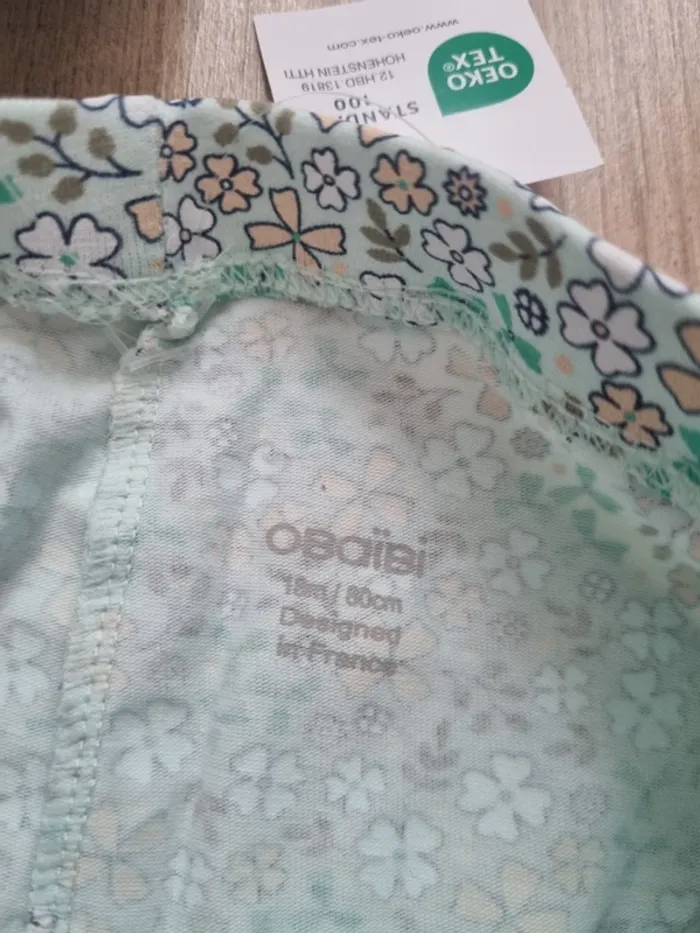 OEKO
TEX®
STAND.
100
12.HBD.13819
HOHENSTEIN HTTI
www.oeko-tex.com
OBaïBi
18m / 80cm
Designed
in France